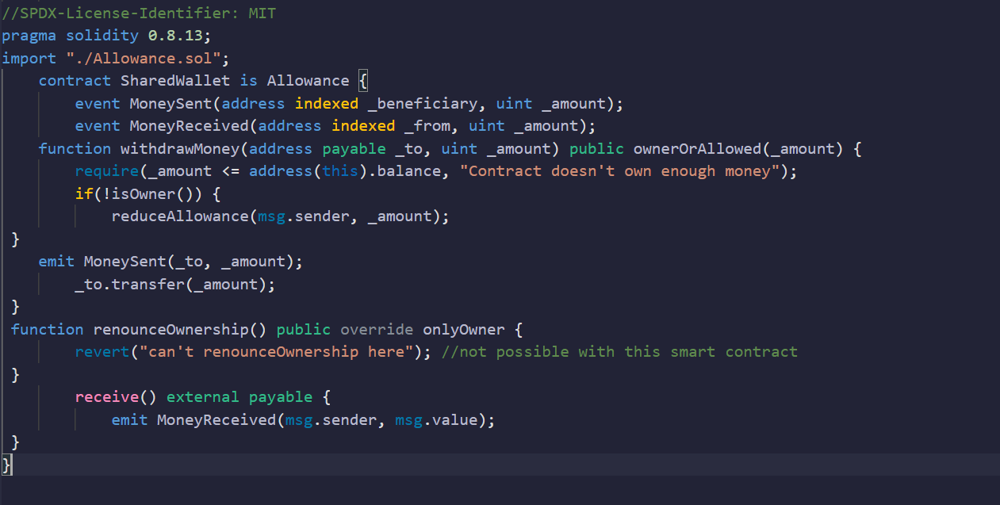 //SPDX-License-Identifier: MIT
pragma solidity 0.8.13;
import "./Allowance.sol";
    contract SharedWallet is Allowance {
        event MoneySent(address indexed _beneficiary, uint _amount);
        event MoneyReceived(address indexed _from, uint _amount);
    function withdrawMoney(address payable _to, uint _amount) public ownerOrAllowed(_amount) {
        require(_amount <= address(this).balance, "Contract doesn't own enough money");
        if(!isOwner()) {
            reduceAllowance(msg.sender, _amount);
 }
    emit MoneySent(_to, _amount);
        _to.transfer(_amount);
 }
 function renounceOwnership() public override onlyOwner {
        revert("can't renounceOwnership here"); //not possible with this smart contract
 }
        receive() external payable {
            emit MoneyReceived(msg.sender, msg.value);
 }
}